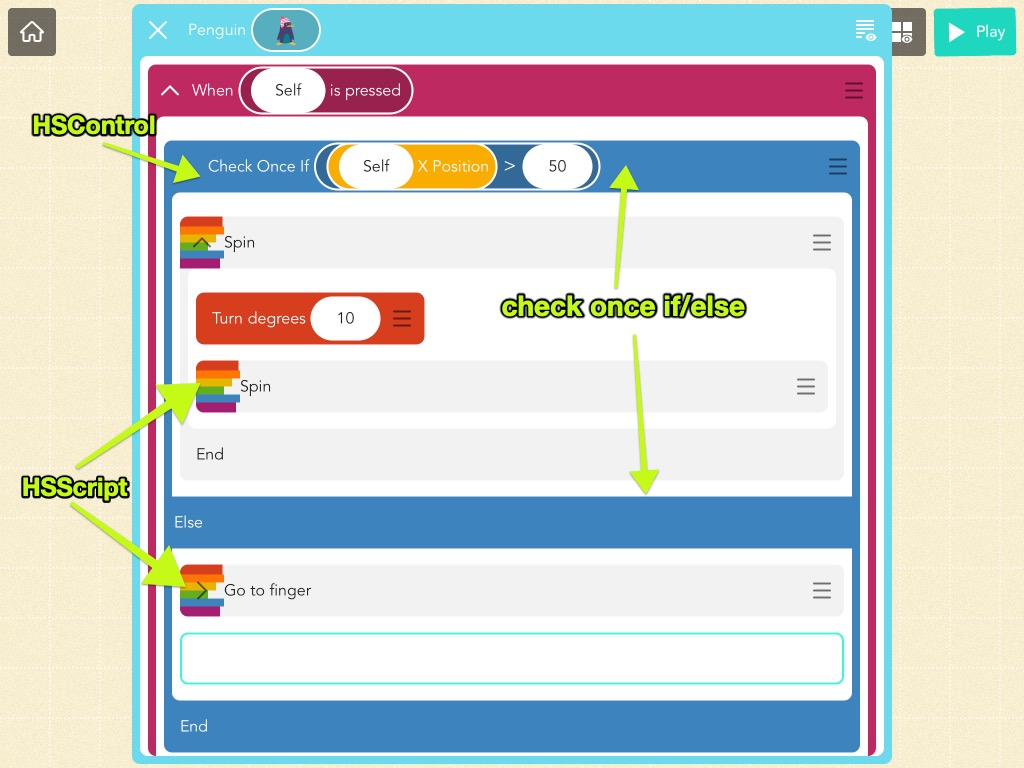 Penguin
Play
When Self is pressed
HSControl
Check Once If Self X Position > 50
Spin
check once if/else
Turn degrees 10
Spin
End
HSScript
Else
Go to finger
End